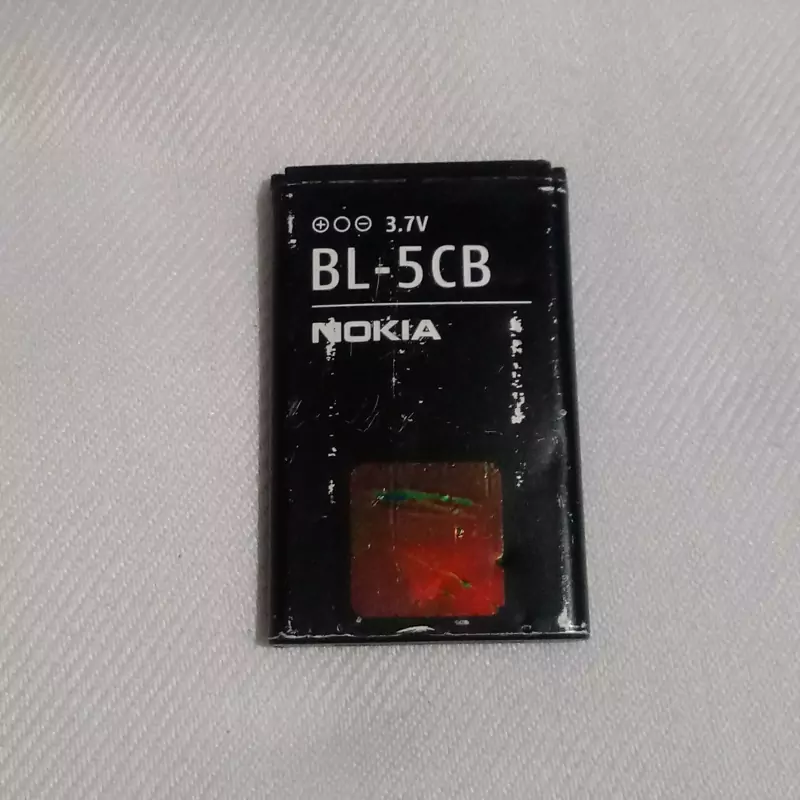 ⊕○⊖ 3.7V
BL-5CB
NOKIA